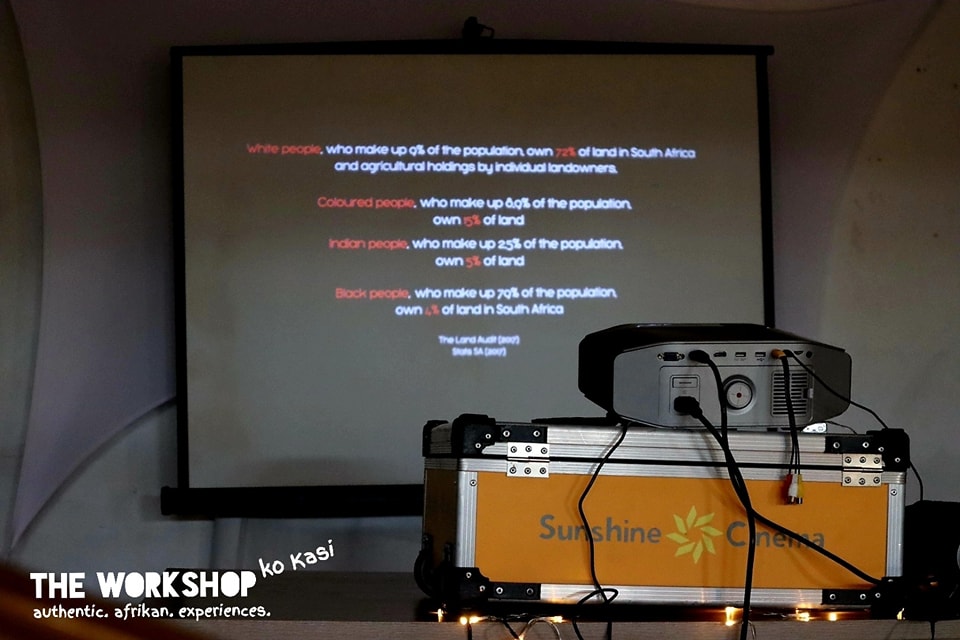 White people, who make up 9% of the population, own 72% of land in South Africa
and agricultural holdings by individual landowners.
Coloured people, who make up 8.9% of the population,
own 15% of land
Indian people, who make up 2.5% of the population,
own 5% of land
Black people, who make up 79% of the population,
own 4% of land in South Africa
The Land Audit (2017)
Stats SA (2017)
Sunshine Cinema
THE WORKSHOP ko kasi
authentic. afrikan. experiences.